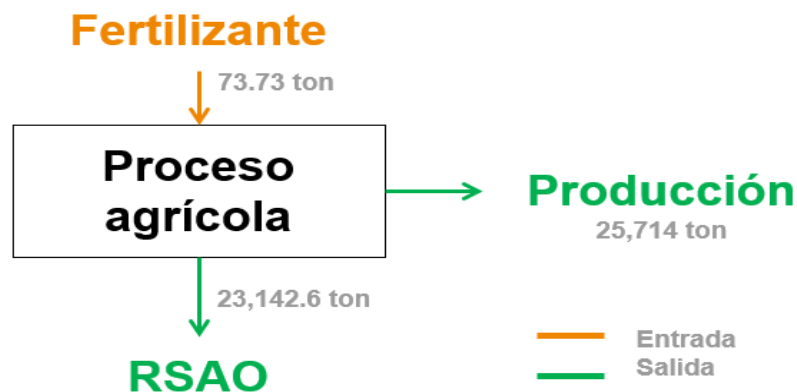 Fertilizante
73.73 ton
Proceso
agrícola
Producción
25,714 ton
23,142.6 ton
RSAO
Entrada
Salida